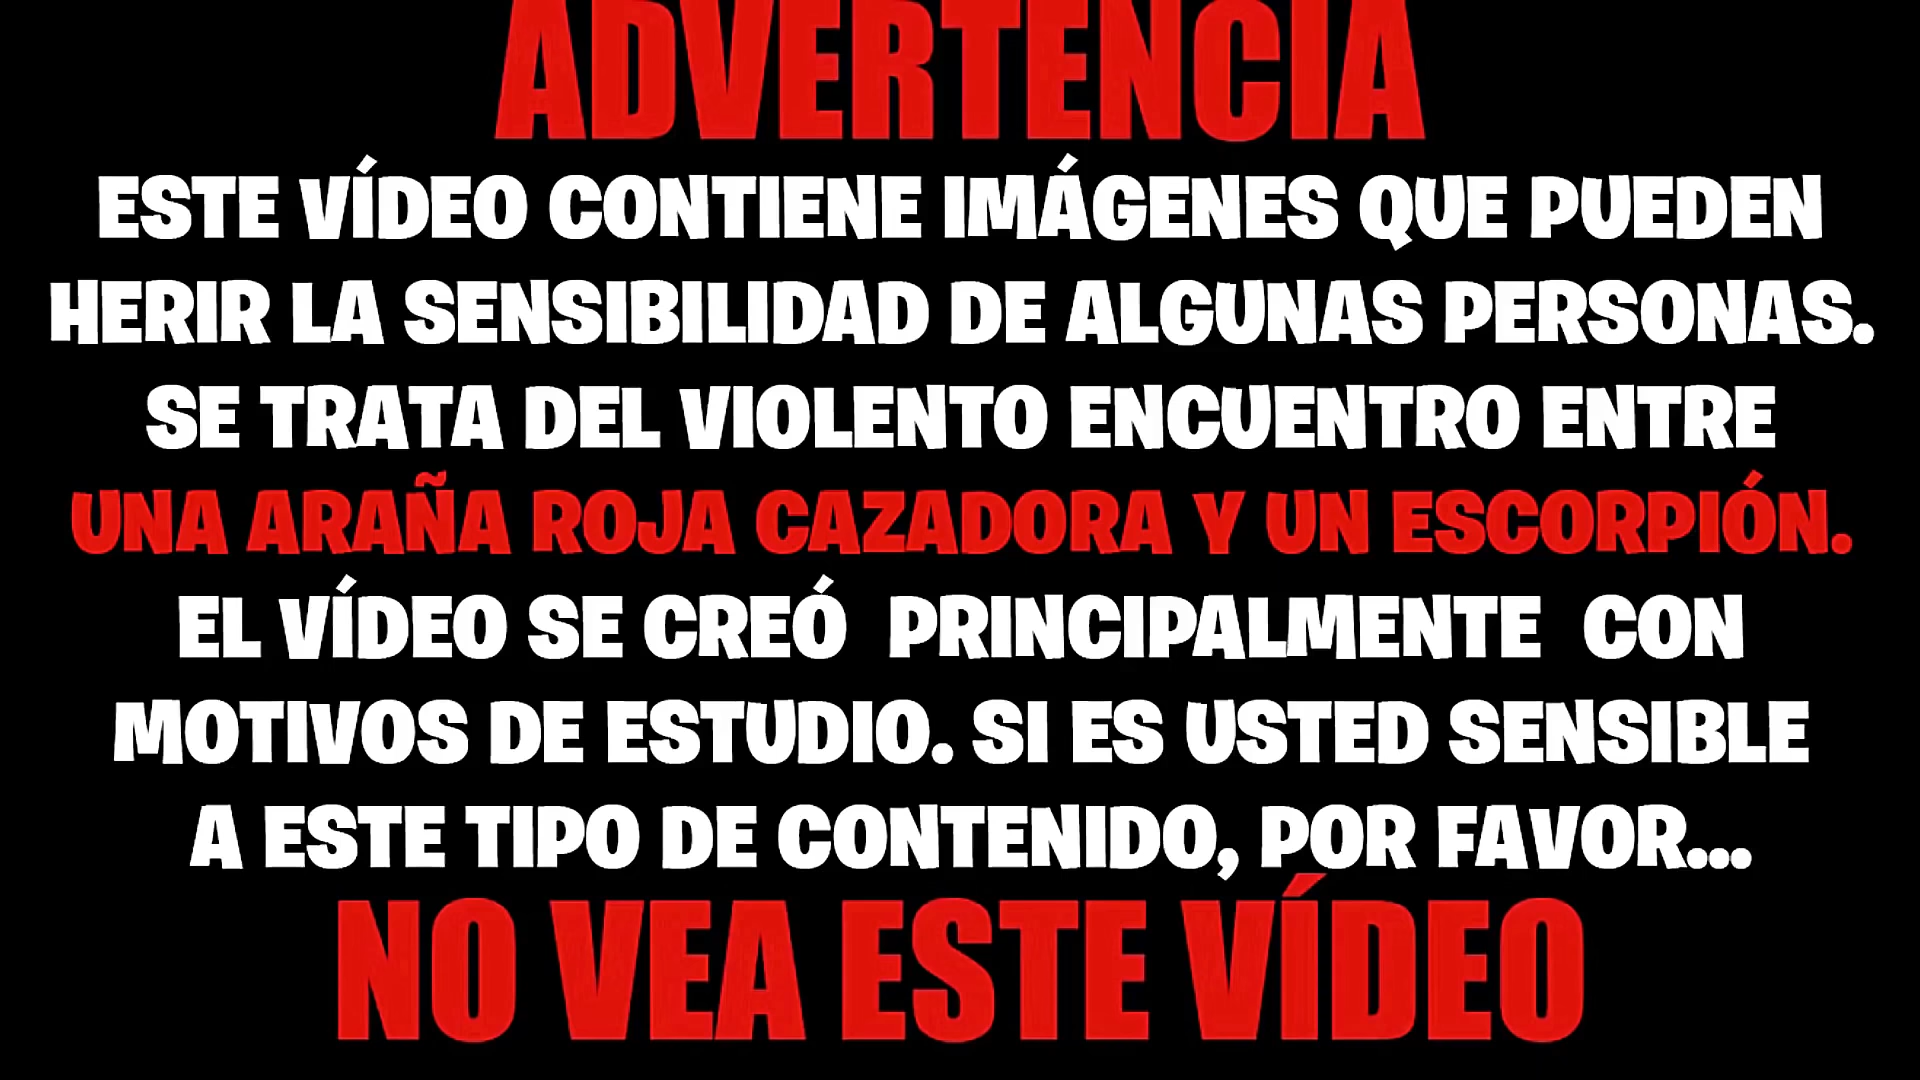 ADVERTENCIA
ESTE VÍDEO CONTIENE IMÁGENES QUE PUEDEN
HERIR LA SENSIBILIDAD DE ALGUNAS PERSONAS.
SE TRATA DEL VIOLENTO ENCUENTRO ENTRE
UNA ARAÑA ROJA CAZADORA Y UN ESCORPIÓN.
EL VÍDEO SE CREÓ PRINCIPALMENTE CON
MOTIVOS DE ESTUDIO. SI ES USTED SENSIBLE
A ESTE TIPO DE CONTENIDO, POR FAVOR...
NO VEA ESTE VÍDEO